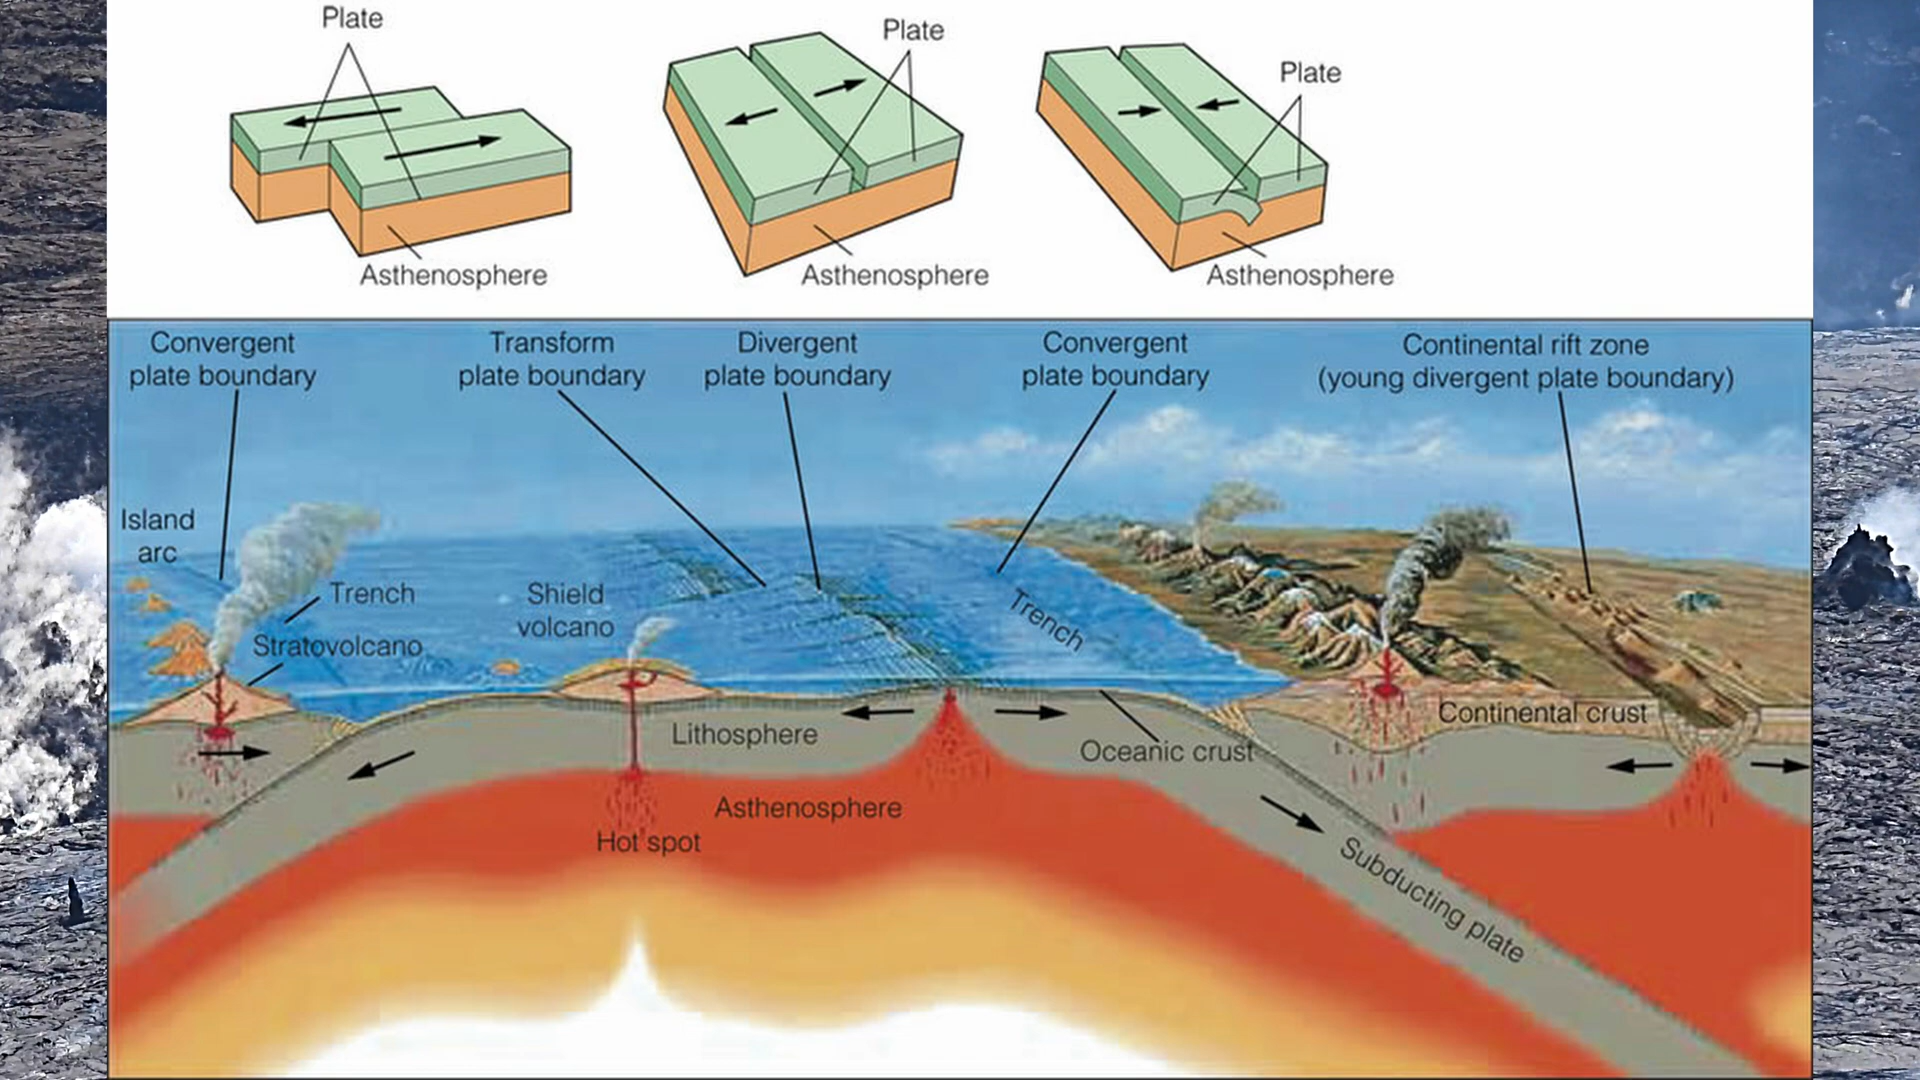 Plate
Plate
Plate
Asthenosphere
Asthenosphere
Asthenosphere
Convergent
plate boundary
Transform
plate boundary
Divergent
plate boundary
Convergent
plate boundary
Continental rift zone
(young divergent plate boundary)
Island
arc
Trench
Stratovolcano
Shield
volcano
Trench
Lithosphere
Oceanic crust
Continental crust
Asthenosphere
Hot spot
Subducting plate